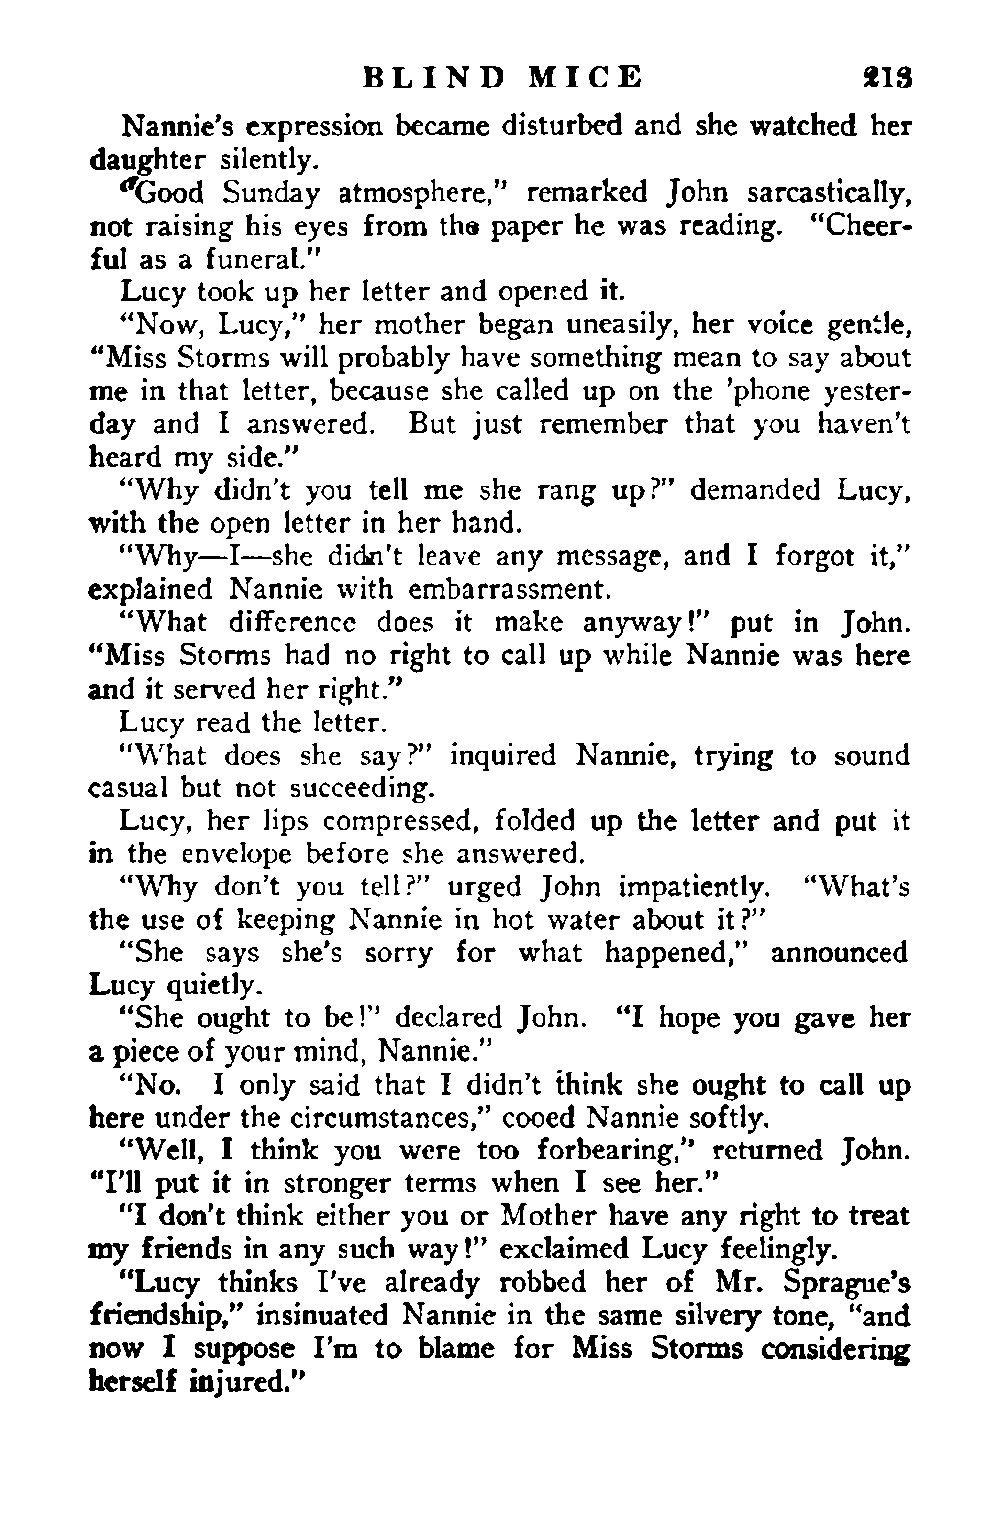 BLIND MICE 213
Nannie's expression became disturbed and she watched her
daughter silently.
"Good Sunday atmosphere," remarked John sarcastically,
not raising his eyes from the paper he was reading. "Cheer-
ful as a funeral."
Lucy took up her letter and opened it.
"Now, Lucy," her mother began uneasily, her voice gentle,
"Miss Storms will probably have something mean to say about
me in that letter, because she called up on the 'phone yester-
day and I answered. But just remember that you haven't
heard my side."
"Why didn't you tell me she rang up?" demanded Lucy,
with the open letter in her hand.
"Why—I—she didn't leave any message, and I forgot it,"
explained Nannie with embarrassment.
"What difference does it make anyway!" put in John.
"Miss Storms had no right to call up while Nannie was here
and it served her right."
Lucy read the letter.
"What does she say?" inquired Nannie, trying to sound
casual but not succeeding.
Lucy, her lips compressed, folded up the letter and put it
in the envelope before she answered.
"Why don't you tell?" urged John impatiently. "What's
the use of keeping Nannie in hot water about it?"
"She says she's sorry for what happened," announced
Lucy quietly.
"She ought to be!" declared John. "I hope you gave her
a piece of your mind, Nannie."
"No. I only said that I didn't think she ought to call up
here under the circumstances," cooed Nannie softly.
"Well, I think you were too forbearing," returned John.
"I'll put it in stronger terms when I see her."
"I don't think either you or Mother have any right to treat
my friends in any such way!" exclaimed Lucy feelingly.
"Lucy thinks I've already robbed her of Mr. Sprague's
friendship," insinuated Nannie in the same silvery tone, "and
now I suppose I'm to blame for Miss Storms considering
herself injured."